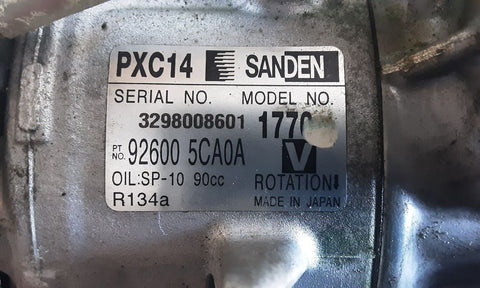 PXC14 SANDEN
SERIAL NO. MODEL NO.
3298008601
PT NO. 92600 5CA0A V
OIL:SP-10 90cc ROTATION
R134a MADE IN JAPAN